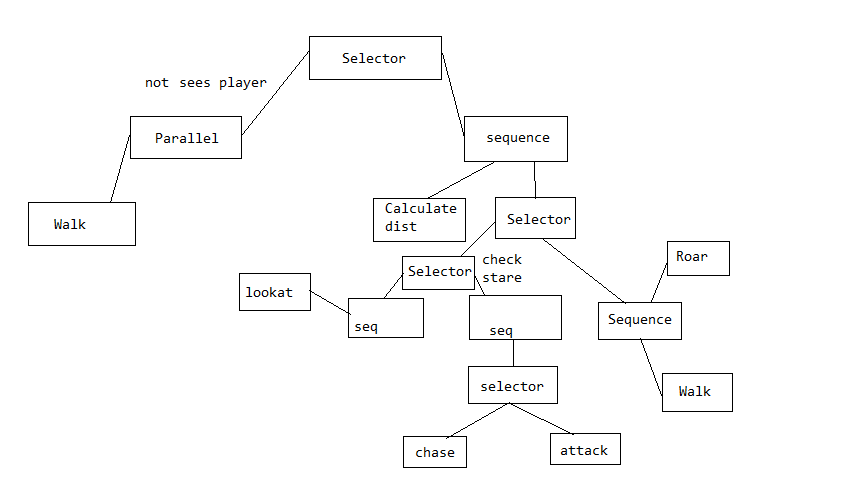 Selector
not sees player
Parallel
sequence
Walk
Calculate
dist
Selector
Selector
check
stare
Roar
lookat
seq
seq
Sequence
selector
Walk
chase
attack